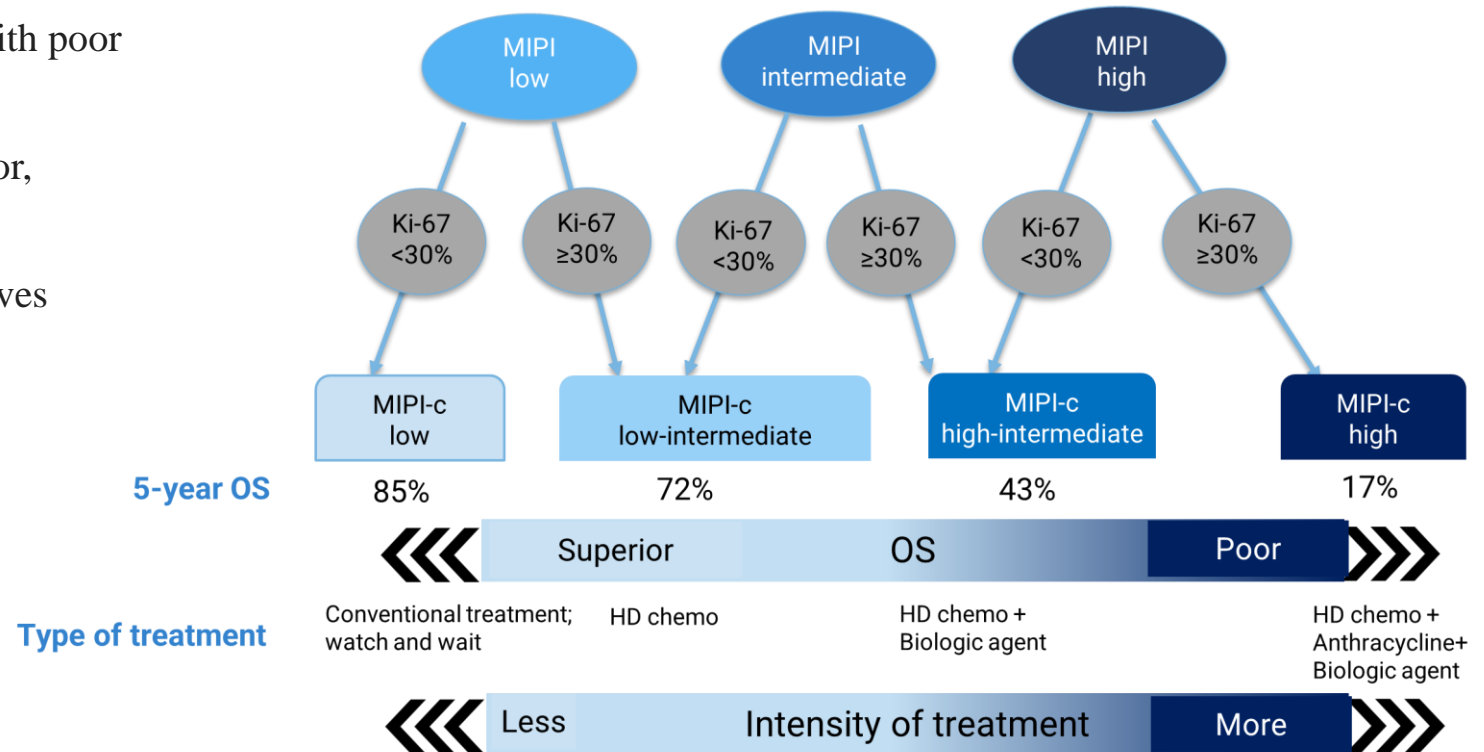 ith poor
or,
ves
MIPI
low
MIPI
intermediate
MIPI
high
Ki-67
<30%
Ki-67
≥30%
Ki-67
<30%
Ki-67
≥30%
Ki-67
<30%
Ki-67
≥30%
MIPI-c
low
MIPI-c
low-intermediate
MIPI-c
high-intermediate
MIPI-c
high
5-year OS
85%
72%
43%
17%
Superior
OS
Poor
Type of treatment
Conventional treatment;
watch and wait
HD chemo
HD chemo +
Biologic agent
HD chemo +
Anthracycline+
Biologic agent
Less
Intensity of treatment
More